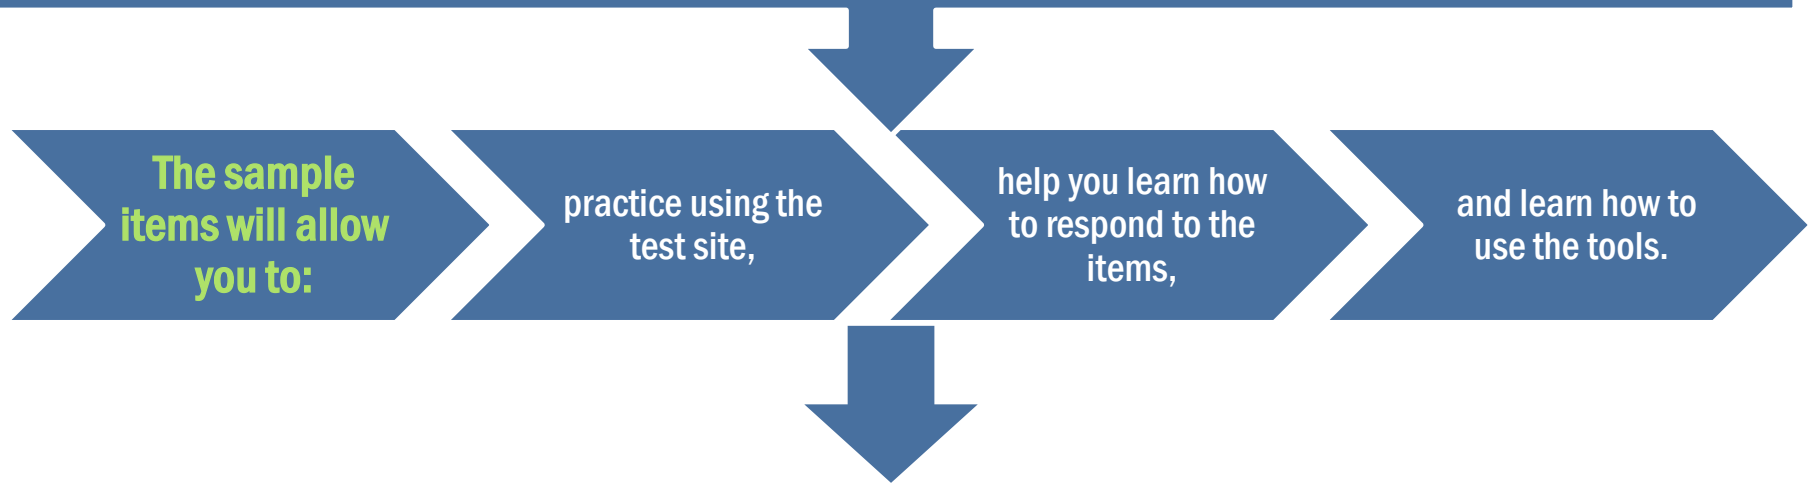 The sample
items will allow
you to:
practice using the
test site,
help you learn how
to respond to the
items,
and learn how to
use the tools.